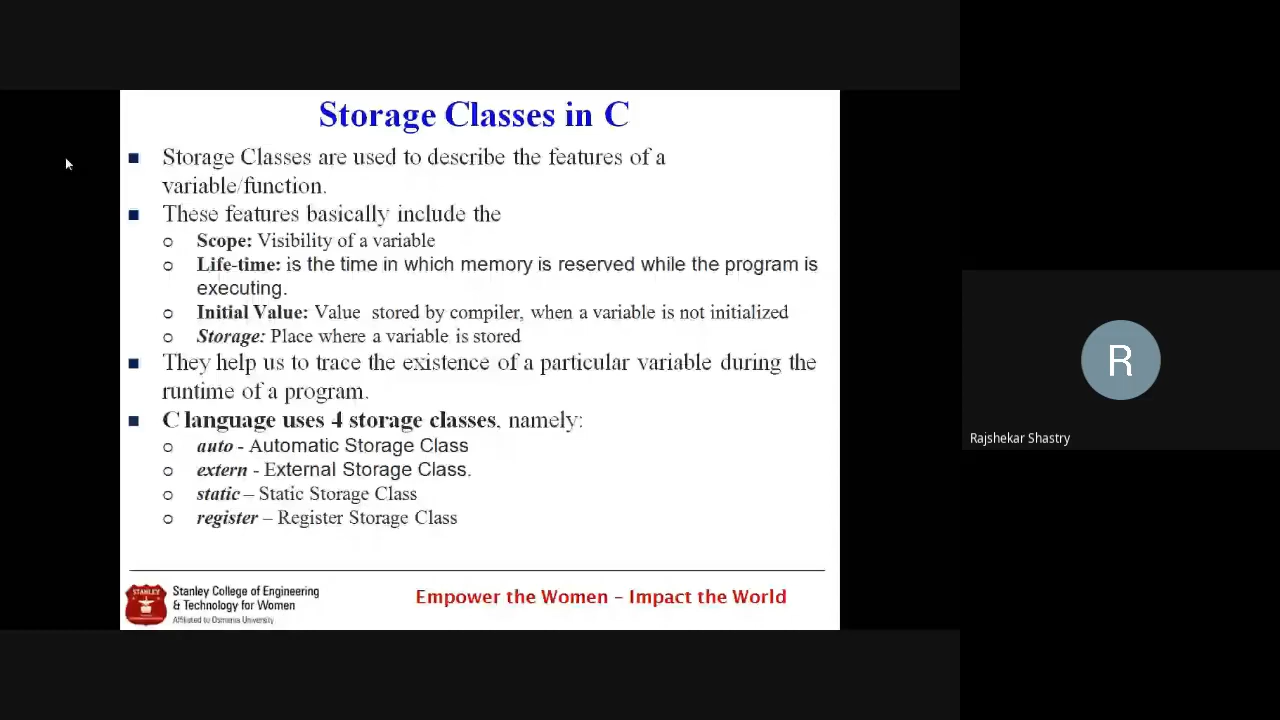 Storage Classes in C
Storage Classes are used to describe the features of a
variable/function.
These features basically include the
Scope: Visibility of a variable
Life-time: is the time in which memory is reserved while the program is
executing.
Initial Value: Value stored by compiler, when a variable is not initialized
Storage: Place where a variable is stored
They help us to trace the existence of a particular variable during the
runtime of a program.
C language uses 4 storage classes, namely:
auto - Automatic Storage Class
extern - External Storage Class.
static – Static Storage Class
register – Register Storage Class
STANLEY
Stanley College of Engineering
& Technology for Women
Affiliated to Osmania University
Empower the Women – Impact the World
R
Rajshekar Shastry